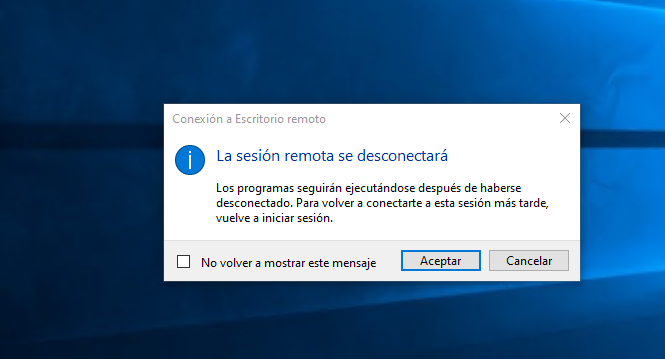 Conexión a Escritorio remoto
La sesión remota se desconectará
Los programas seguirán ejecutándose después de haberse
desconectado. Para volver a conectarte a esta sesión más tarde,
vuelve a iniciar sesión.
No volver a mostrar este mensaje
Aceptar
Cancelar